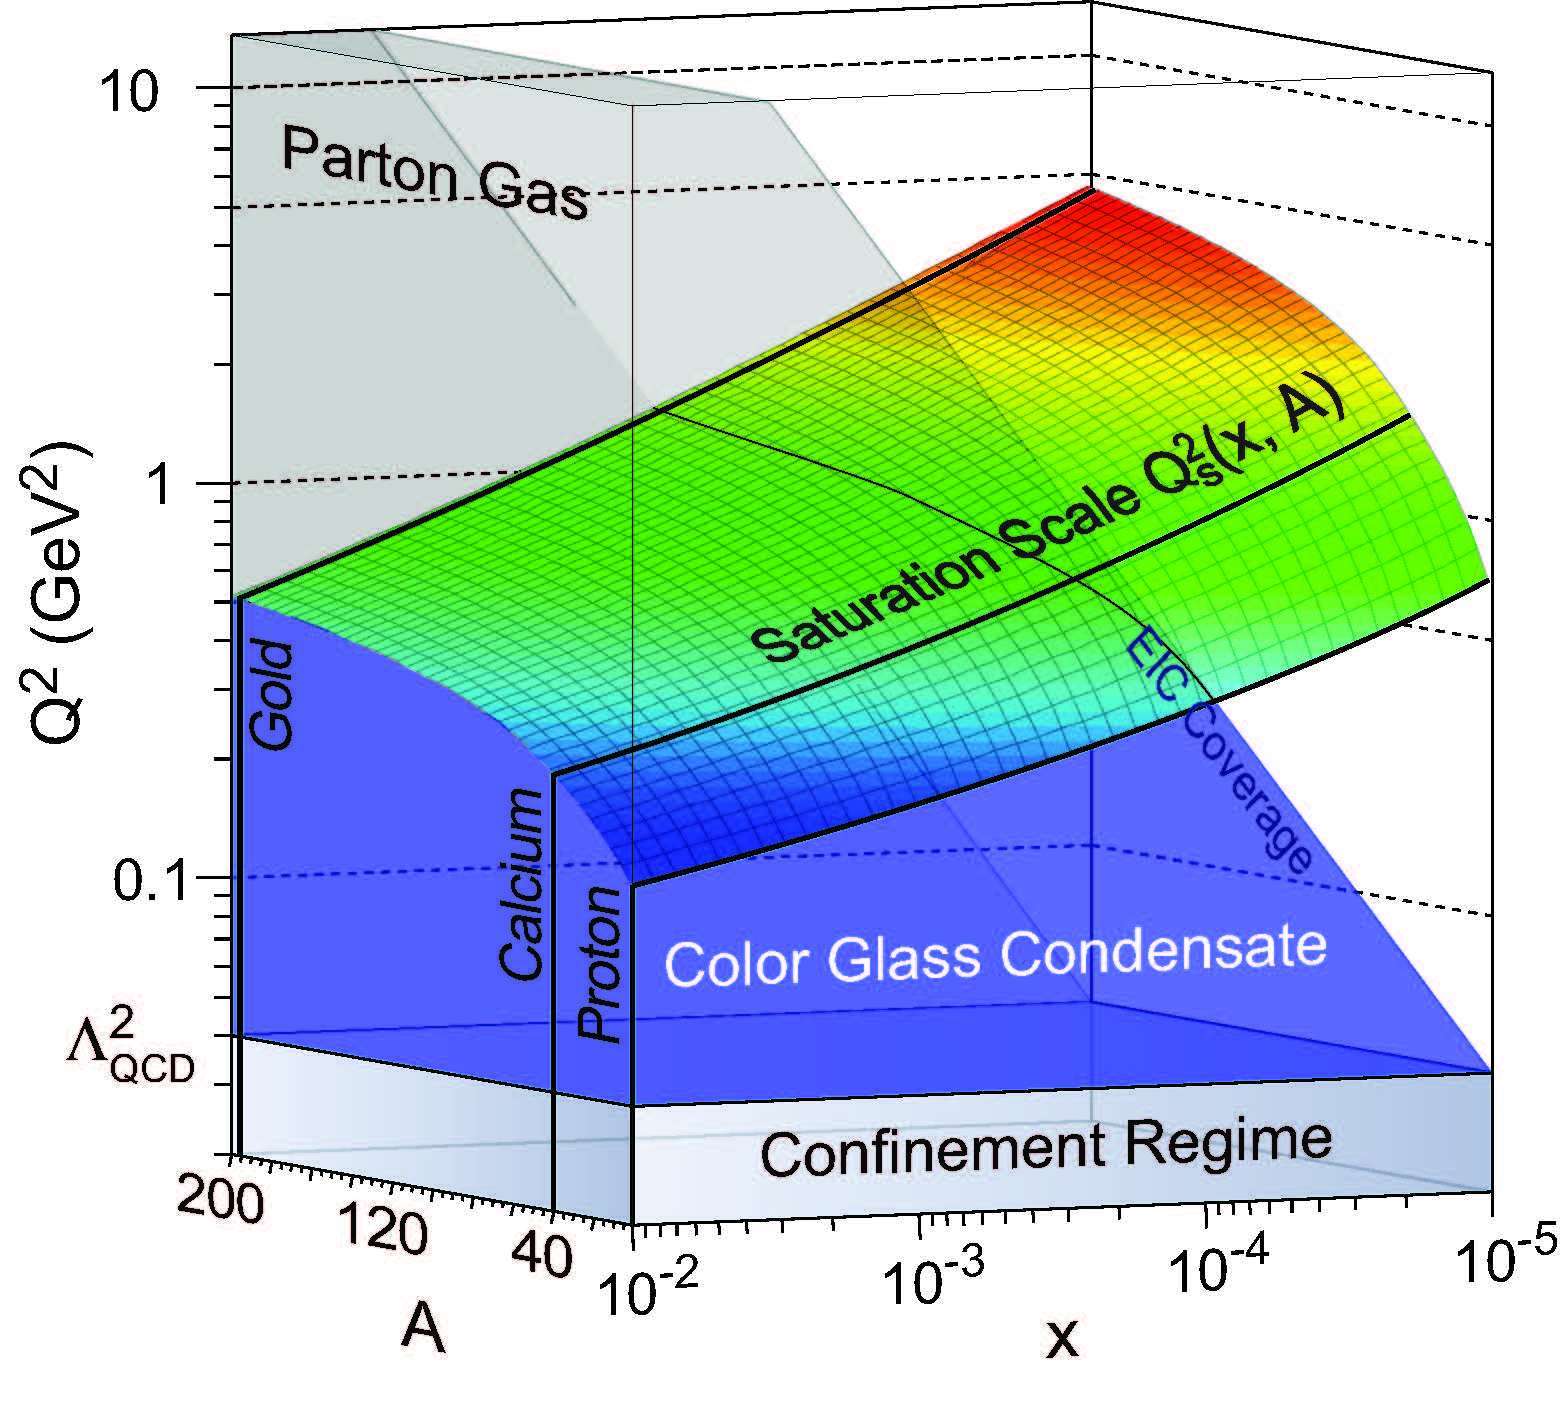 10
Parton Gas
1
Q² (GeV²)
Saturation Scale Q²s(x, A)
EIC Coverage
Gold
Calcium
Proton
0.1
Color Glass Condensate
Λ²QCD
Confinement Regime
200
120
40
10⁻²
10⁻³
10⁻⁴
10⁻⁵
A
x